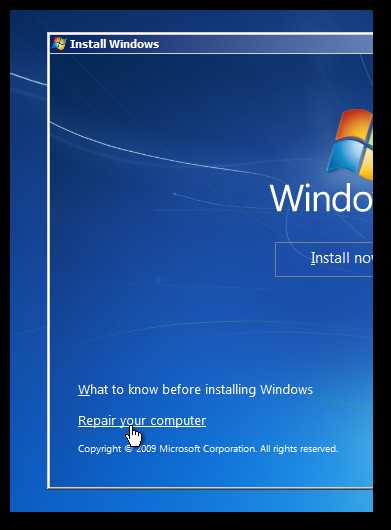 Install Windows
Windo
Install nov
What to know before installing Windows
Repair your computer
Copyright © 2009 Microsoft Corporation. All rights reserved.